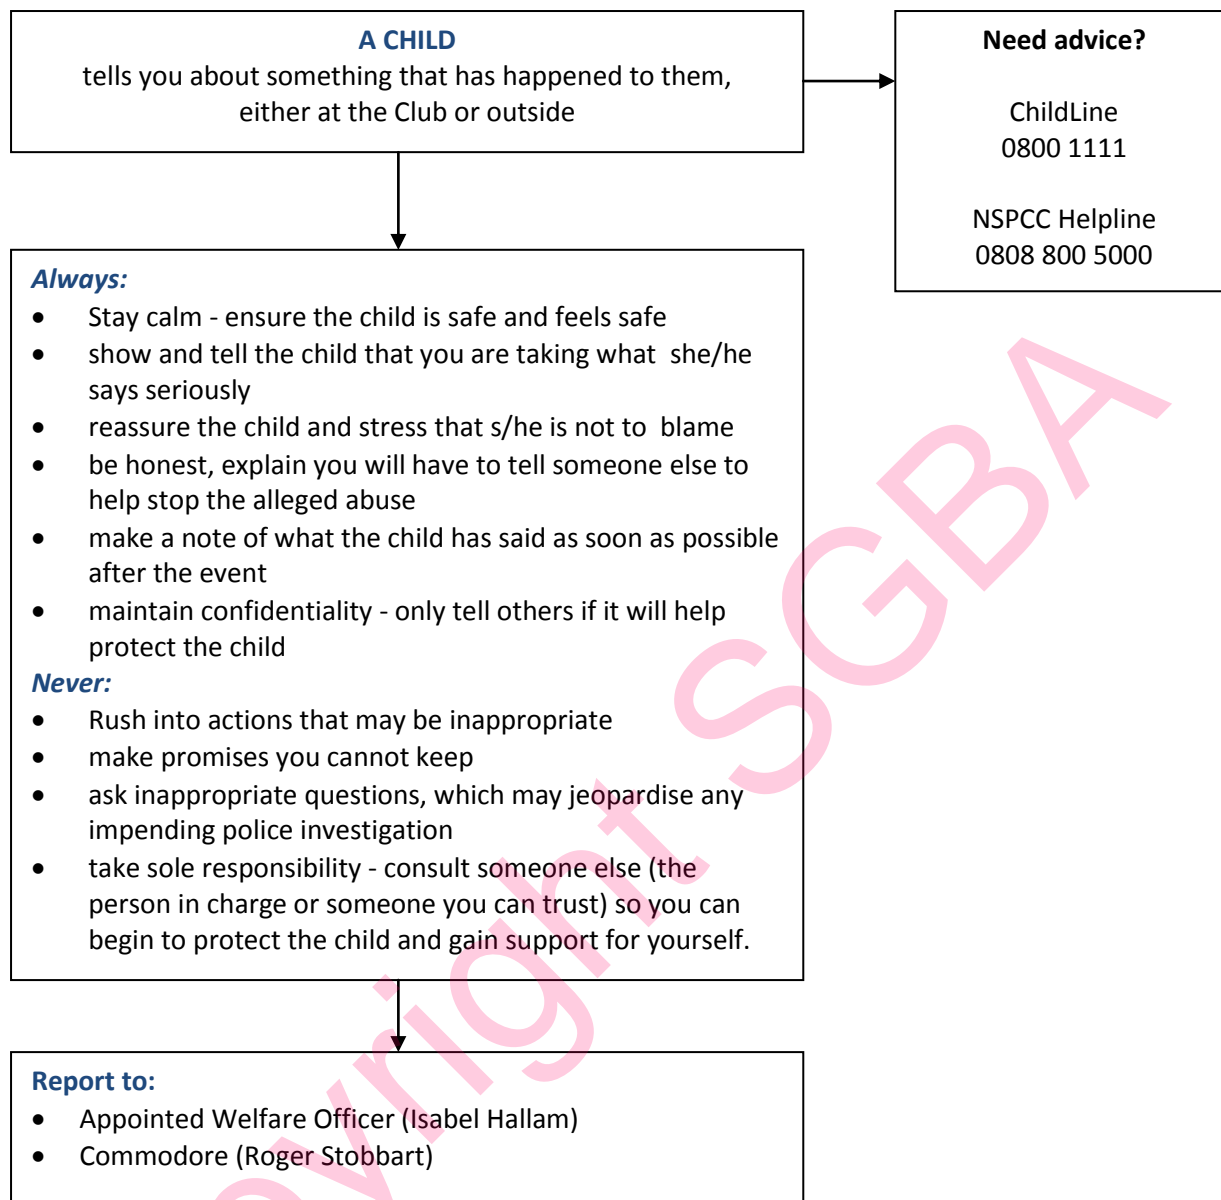 A CHILD
tells you about something that has happened to them,
either at the Club or outside
Need advice?
ChildLine
0800 1111
NSPCC Helpline
0808 800 5000
Always:
• Stay calm - ensure the child is safe and feels safe
• show and tell the child that you are taking what she/he
says seriously
• reassure the child and stress that s/he is not to blame
• be honest, explain you will have to tell someone else to
help stop the alleged abuse
• make a note of what the child has said as soon as possible
after the event
• maintain confidentiality - only tell others if it will help
protect the child
Never:
• Rush into actions that may be inappropriate
• make promises you cannot keep
• ask inappropriate questions, which may jeopardise any
impending police investigation
• take sole responsibility - consult someone else (the
person in charge or someone you can trust) so you can
begin to protect the child and gain support for yourself.
Report to:
• Appointed Welfare Officer (Isabel Hallam)
• Commodore (Roger Stobbart)
pyright SGBA